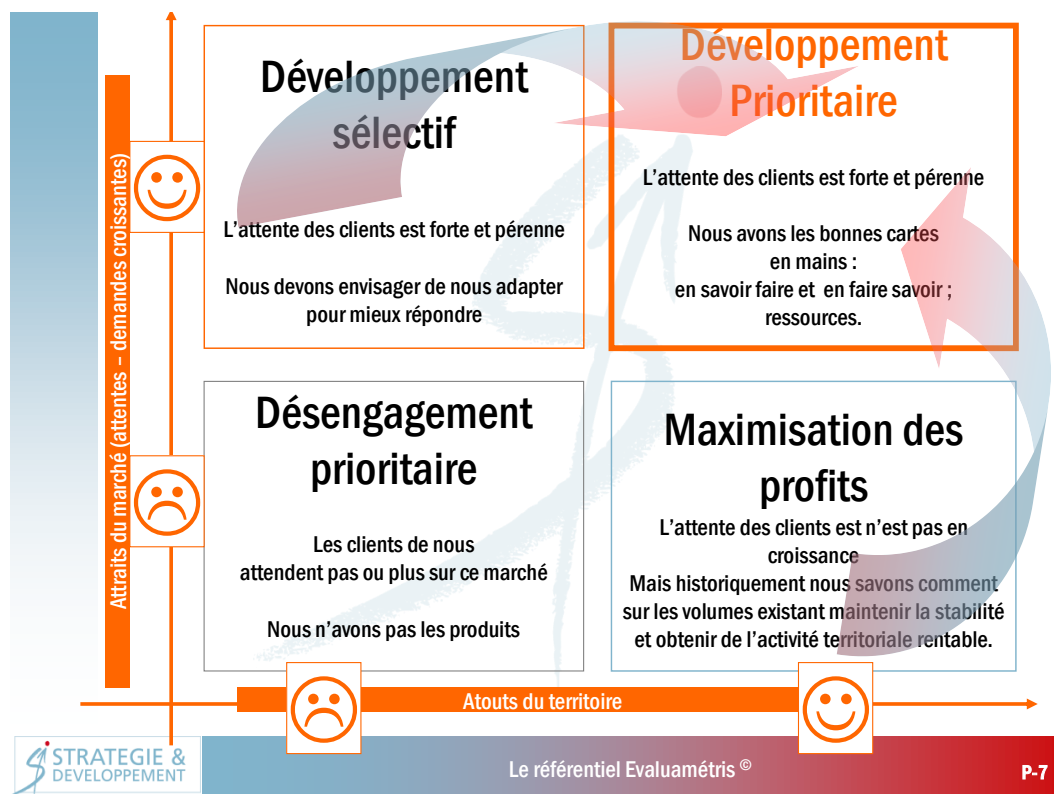 Développement
sélectif
L'attente des clients est forte et pérenne
Nous devons envisager de nous adapter
pour mieux répondre
Développement
Prioritaire
L'attente des clients est forte et pérenne
Nous avons les bonnes cartes
en mains :
en savoir faire et en faire savoir ;
ressources.
Attraits du marché (attentes – demandes croissantes)
Désengagement
prioritaire
Les clients de nous
attendent pas ou plus sur ce marché
Nous n'avons pas les produits
Maximisation des
profits
L'attente des clients est n'est pas en
croissance
Mais historiquement nous savons comment
sur les volumes existant maintenir la stabilité
et obtenir de l'activité territoriale rentable.
Atouts du territoire
STRATEGIE &
DEVELOPPEMENT
Le référentiel Evaluamétris ©
P-7